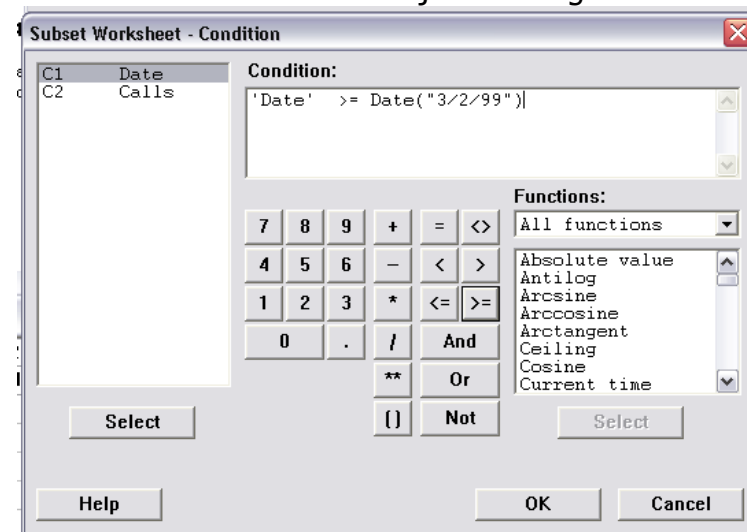 Subset Worksheet - Condition
C1 Date
C2 Calls
Condition:
'Date' >= Date("3/2/99")
Functions:
All functions
7 8 9 + = <>
4 5 6 - < >
1 2 3 * <= >=
0 . / And
** Or
() Not
Absolute value
Antilog
Arcsine
Arccosine
Arctangent
Ceiling
Cosine
Current time
Select
Select
Help
OK
Cancel